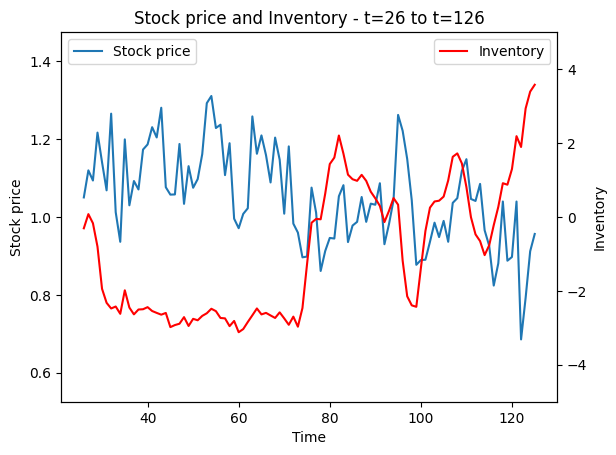 Stock price and Inventory - t=26 to t=126
Stock price
Inventory
1.4
1.2
1.0
0.8
0.6
Stock price
4
2
0
−2
−4
Inventory
40
60
80
100
120
Time